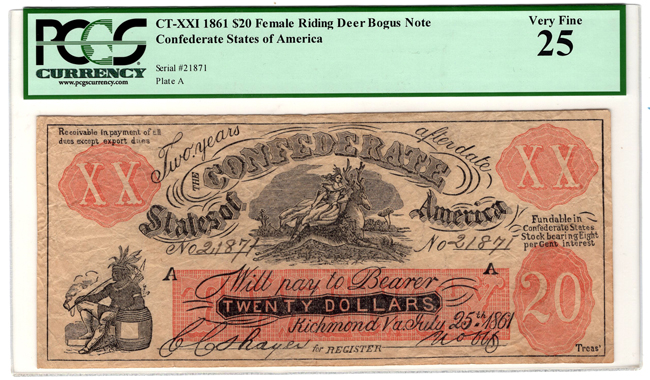 PCGS
CURRENCY
www.pcgscurrency.com
CT-XXI 1861 $20 Female Riding Deer Bogus Note
Confederate States of America
Serial #21871
Plate A
Very Fine
25
Receivable in payment of all
dues except export dues
Two years
after date
XX
THE CONFEDERATE
XX
States of
America
No 21871
No 21871
Fundable in
Confederate States
Stock bearing Eight
per Cent Interest
A
A
Will pay to Bearer
TWENTY DOLLARS
20
Richmond Va. July 25th 1861
for REGISTER
Treasr